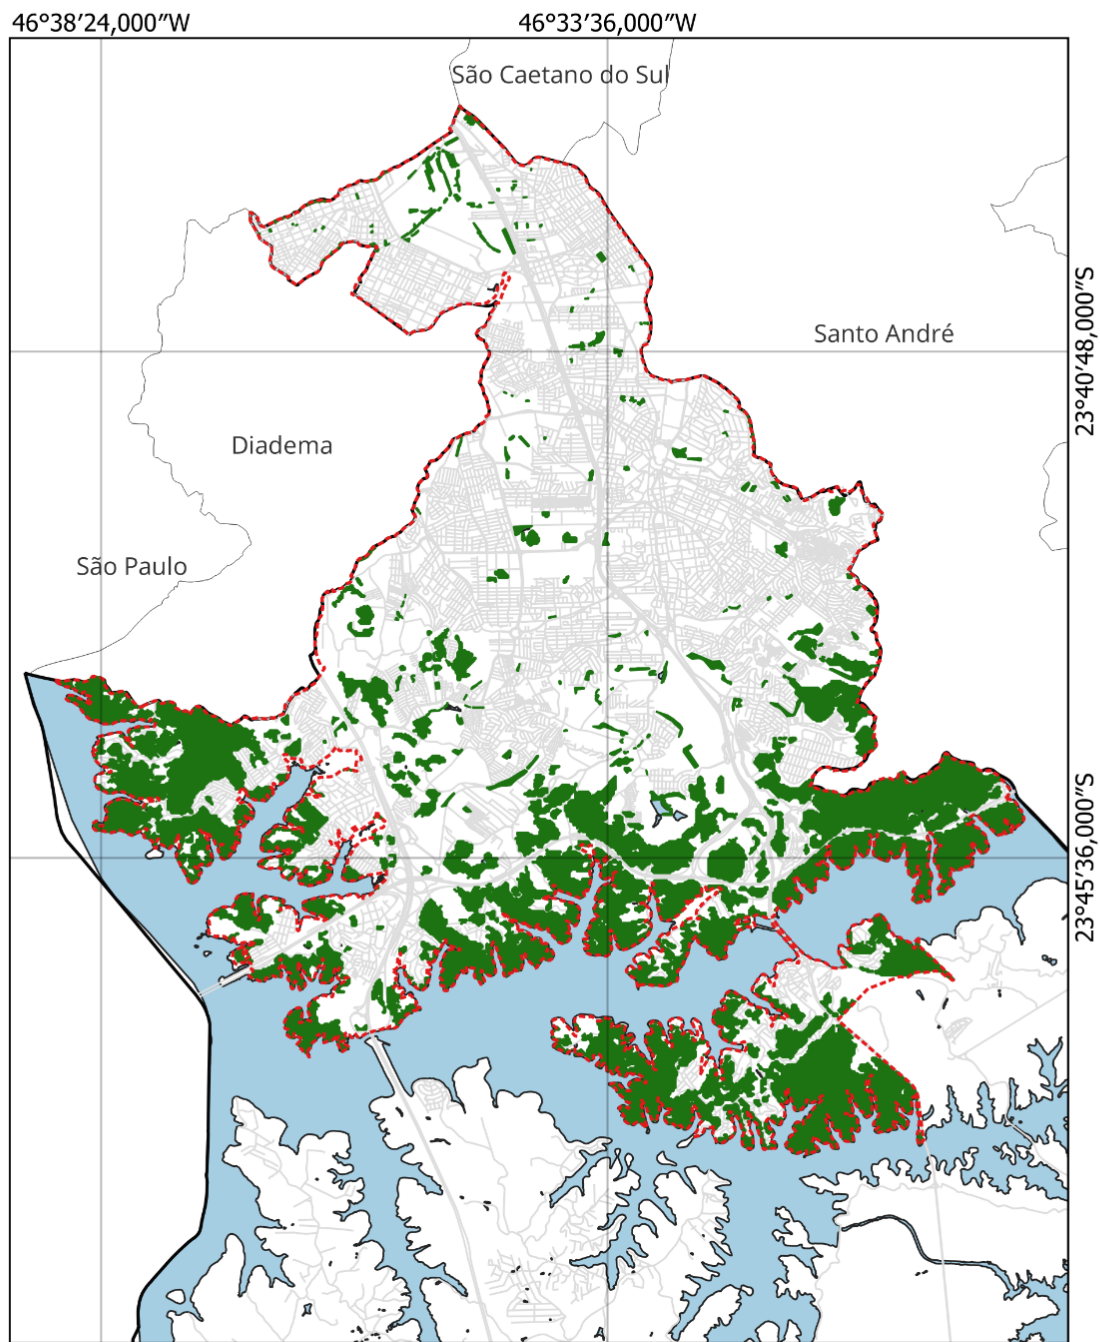 46°38′24,000″W
46°33′36,000″W
São Caetano do Sul
Santo André
23°40′48,000″S
Diadema
São Paulo
23°45′36,000″S